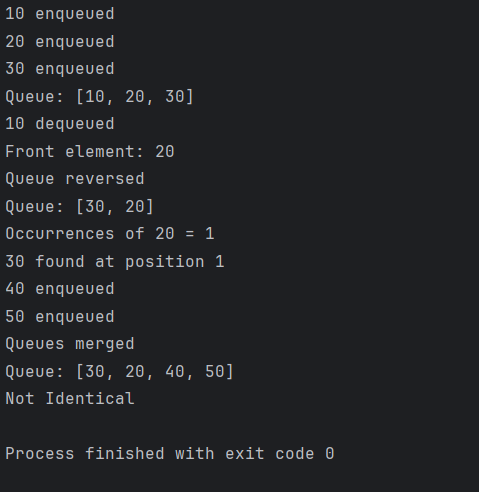 10 enqueued
20 enqueued
30 enqueued
Queue: [10, 20, 30]
10 dequeued
Front element: 20
Queue reversed
Queue: [30, 20]
Occurrences of 20 = 1
30 found at position 1
40 enqueued
50 enqueued
Queues merged
Queue: [30, 20, 40, 50]
Not Identical
Process finished with exit code 0